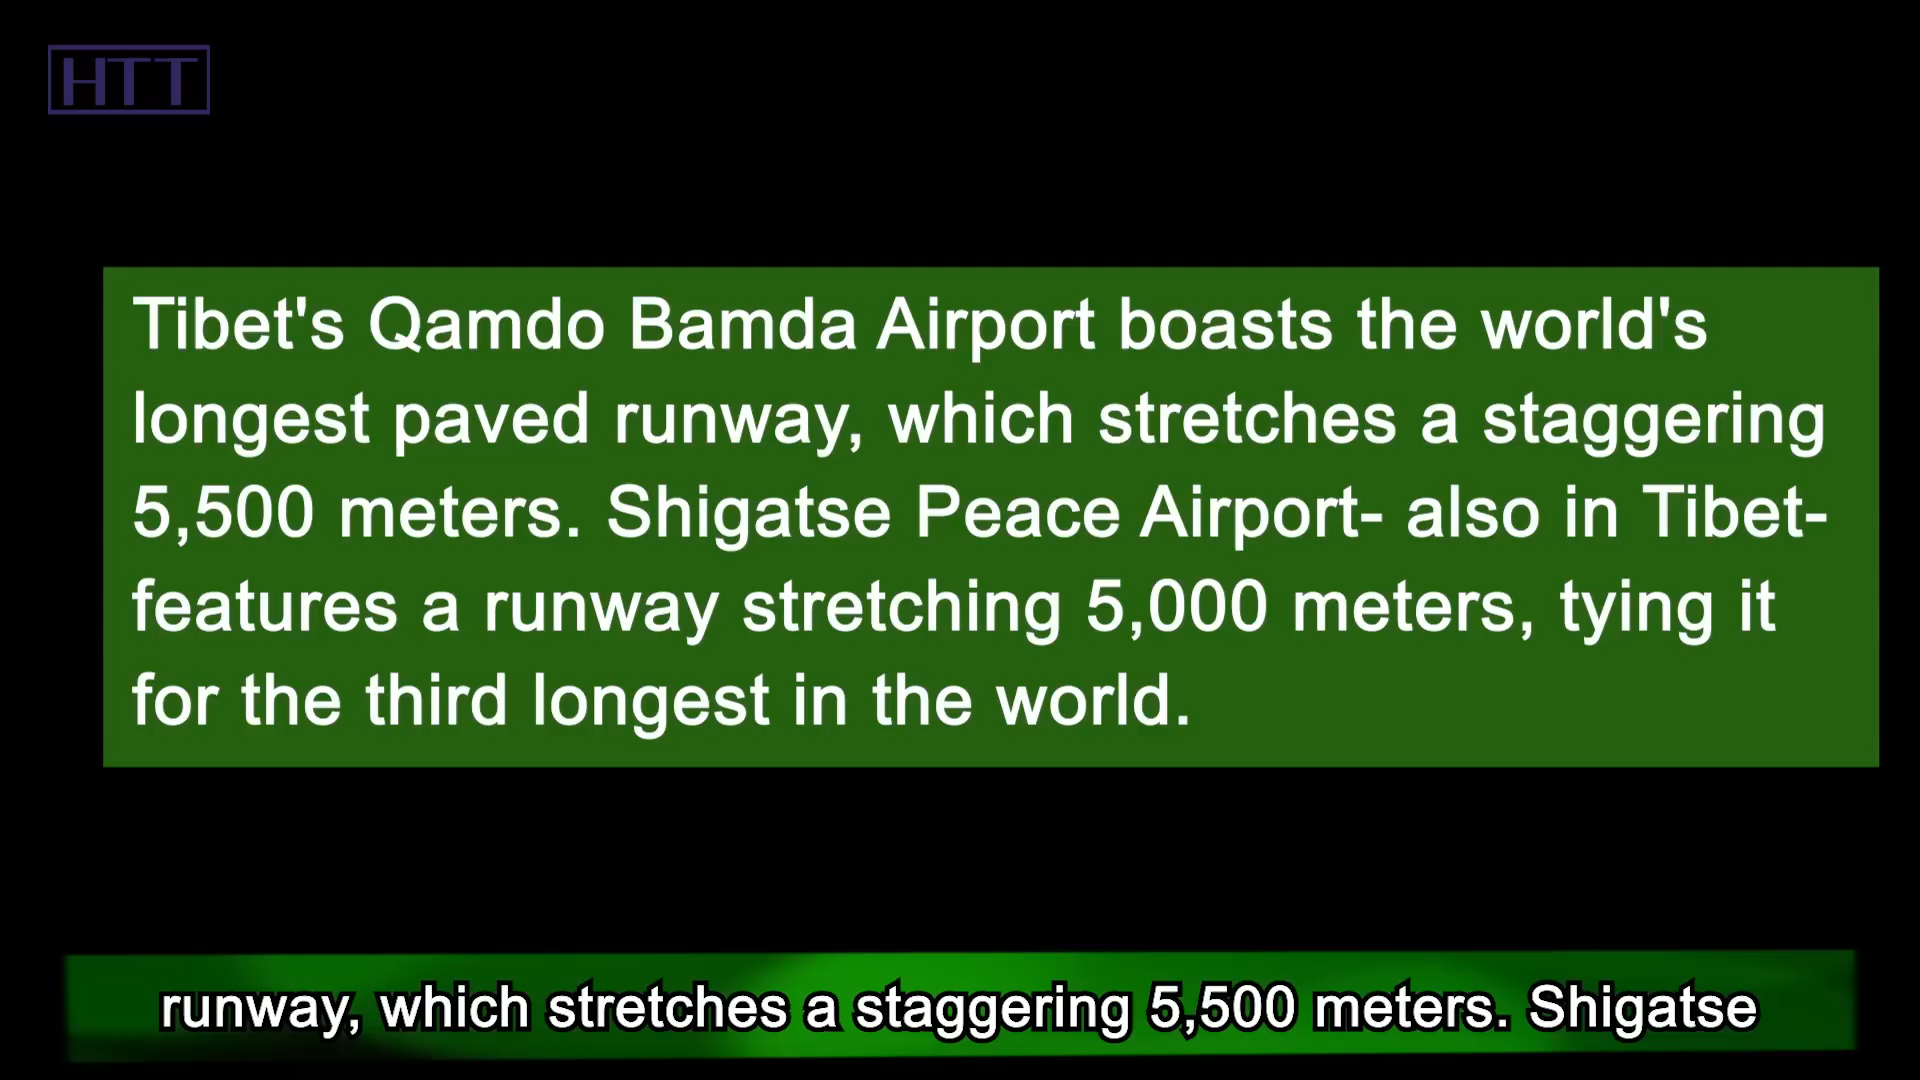 HTT
Tibet's Qamdo Bamda Airport boasts the world's
longest paved runway, which stretches a staggering
5,500 meters. Shigatse Peace Airport- also in Tibet-
features a runway stretching 5,000 meters, tying it
for the third longest in the world.
runway, which stretches a staggering 5,500 meters. Shigatse